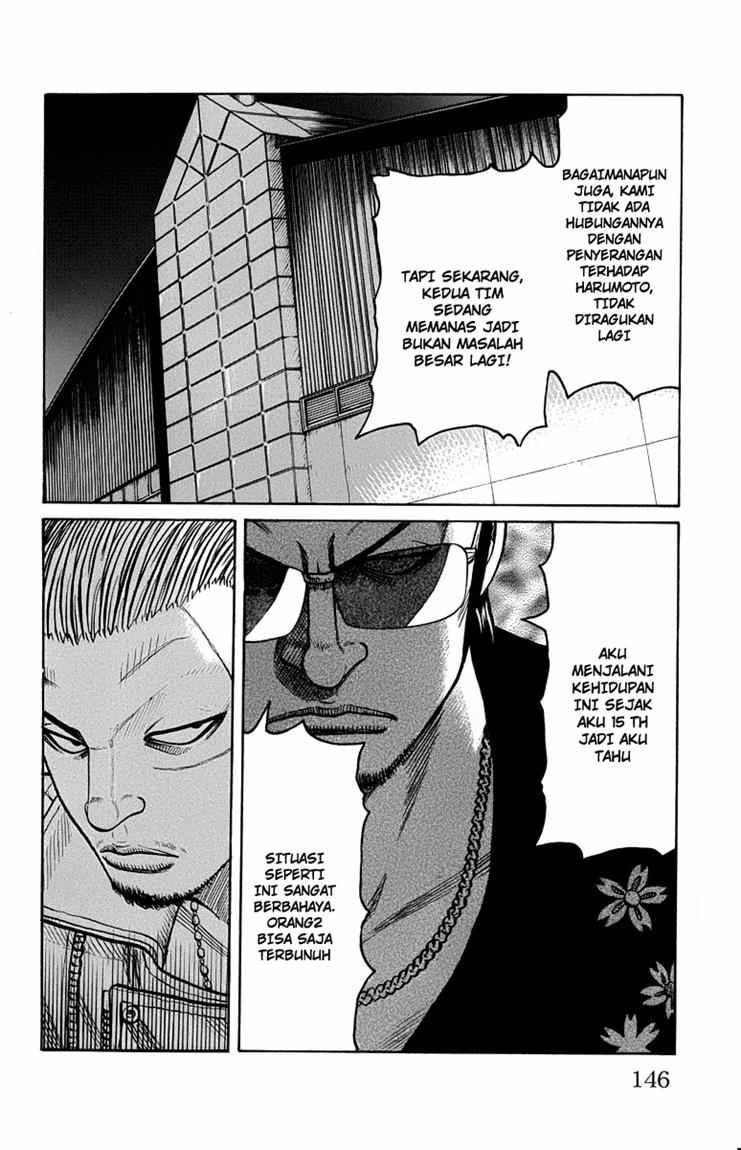 BAGAIMANAPUN
JUGA, KAMI
TIDAK ADA
HUBUNGANNYA
DENGAN
PENYERANGAN
TERHADAP
HARUMOTO,
TIDAK
DIRAGUKAN
LAGI
TAPI SEKARANG,
KEDUA TIM
SEDANG
MEMANAS JADI
BUKAN MASALAH
BESAR LAGI!
AKU
MENJALANI
KEHIDUPAN
INI SEJAK
AKU 15 TH
JADI AKU
TAHU
SITUASI
SEPERTI
INI SANGAT
BERBAHAYA.
ORANG2
BISA SAJA
TERBUNUH
146